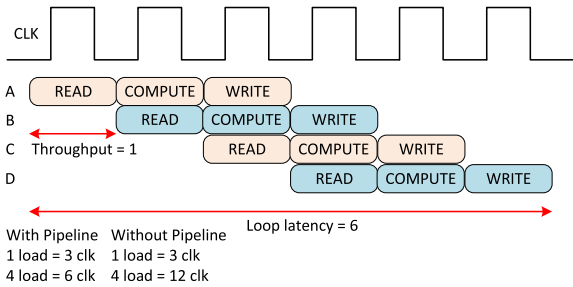 CLK
A READ COMPUTE WRITE
B READ COMPUTE WRITE
C READ COMPUTE WRITE
D READ COMPUTE WRITE
Throughput = 1
Loop latency = 6
With Pipeline
1 load = 3 clk
4 load = 6 clk
Without Pipeline
1 load = 3 clk
4 load = 12 clk